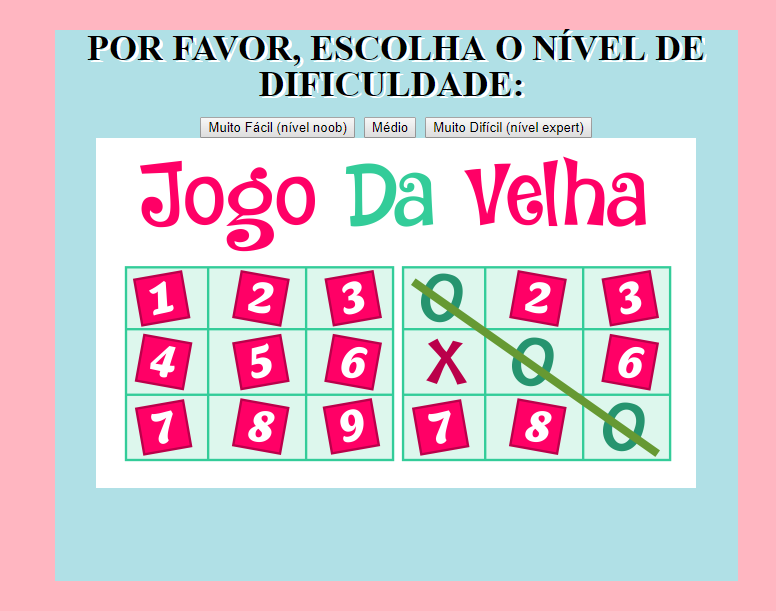 POR FAVOR, ESCOLHA O NÍVEL DE
DIFICULDADE:
Muito Fácil (nível noob) Médio Muito Difícil (nível expert)
Jogo Da Velha
1 2 3 O 2 3
4 5 6 X O 6
7 8 9 7 8 O